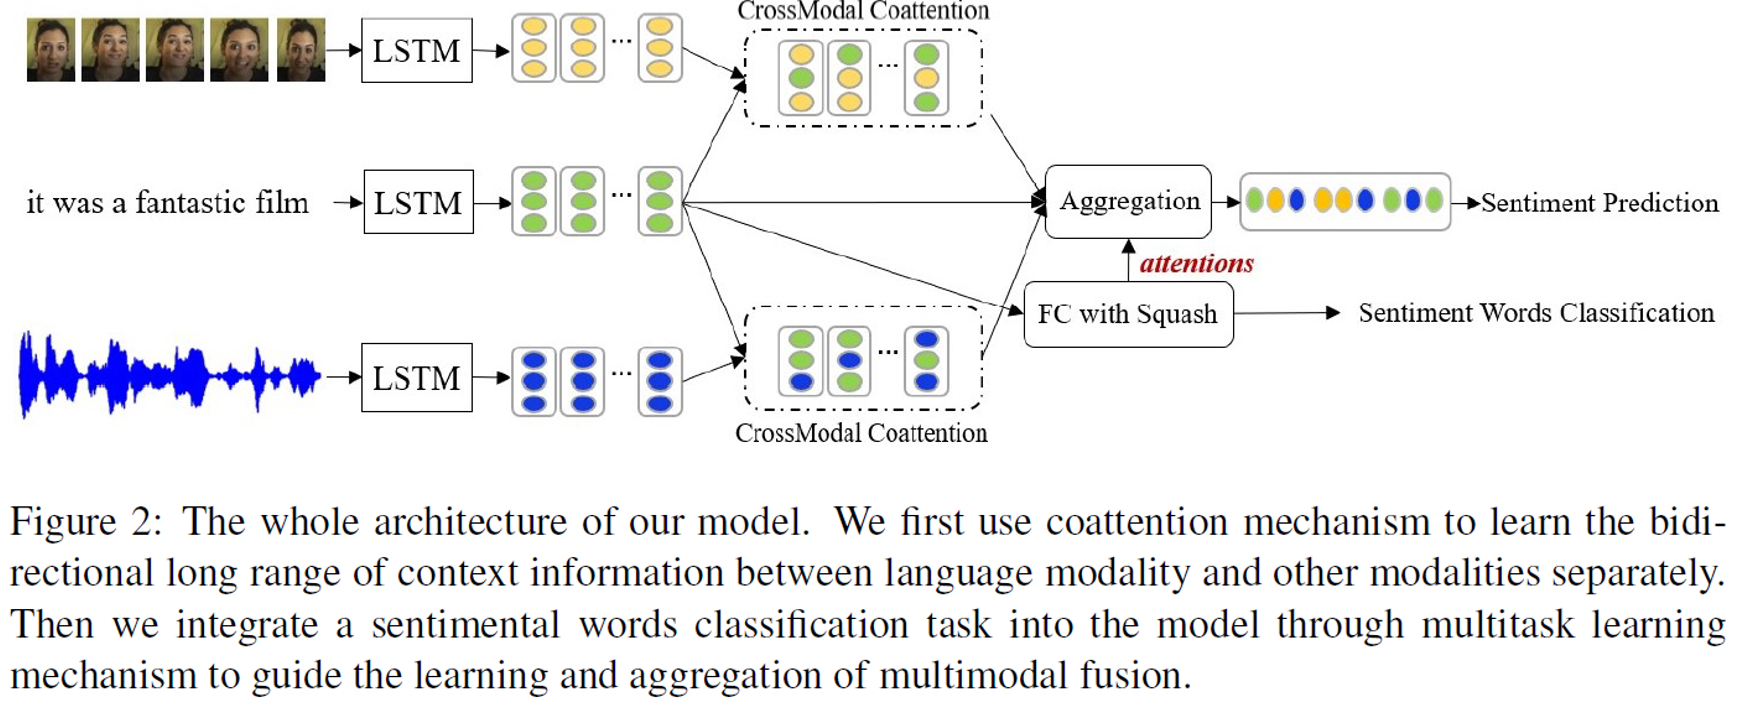 CrossModal Coattention
LSTM
it was a fantastic film
LSTM
Aggregation
Sentiment Prediction
attentions
FC with Squash
Sentiment Words Classification
LSTM
CrossModal Coattention
Figure 2: The whole architecture of our model. We first use coattention mechanism to learn the bidi-
rectional long range of context information between language modality and other modalities separately.
Then we integrate a sentimental words classification task into the model through multitask learning
mechanism to guide the learning and aggregation of multimodal fusion.